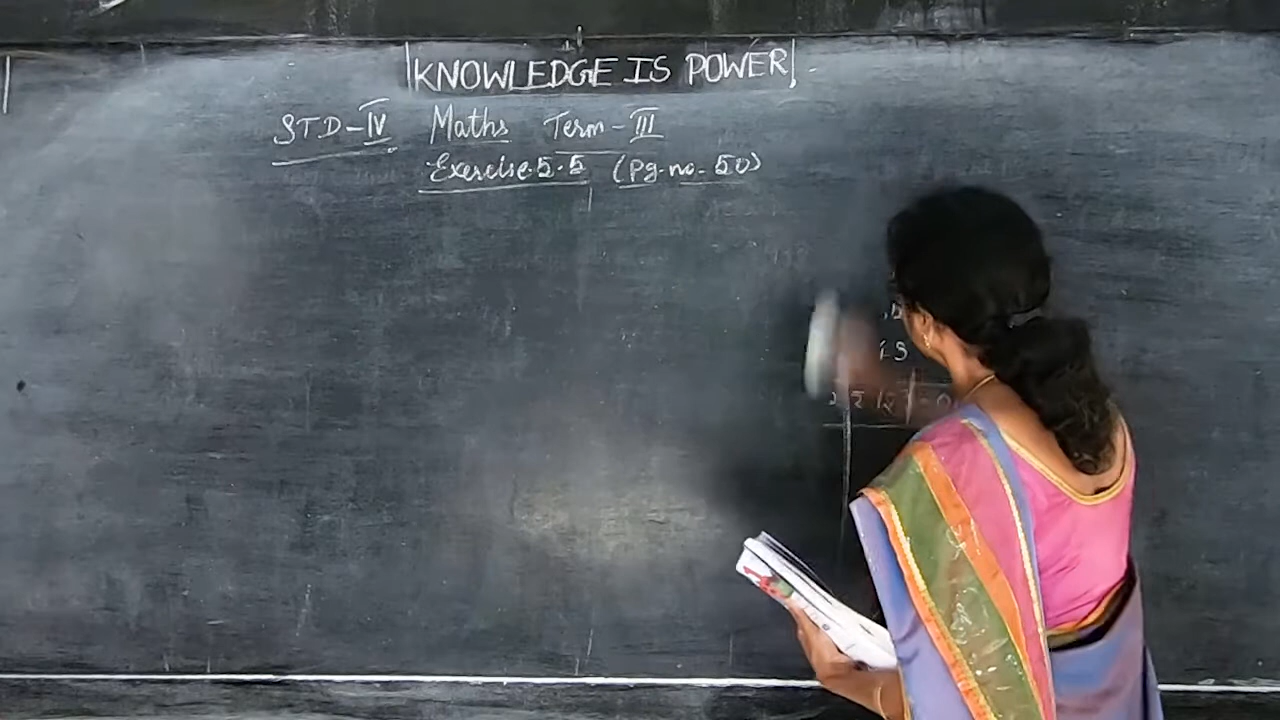 KNOWLEDGE IS POWER
STD-IV Maths Term-III
Exercise.5.5 (Pg.no-50)